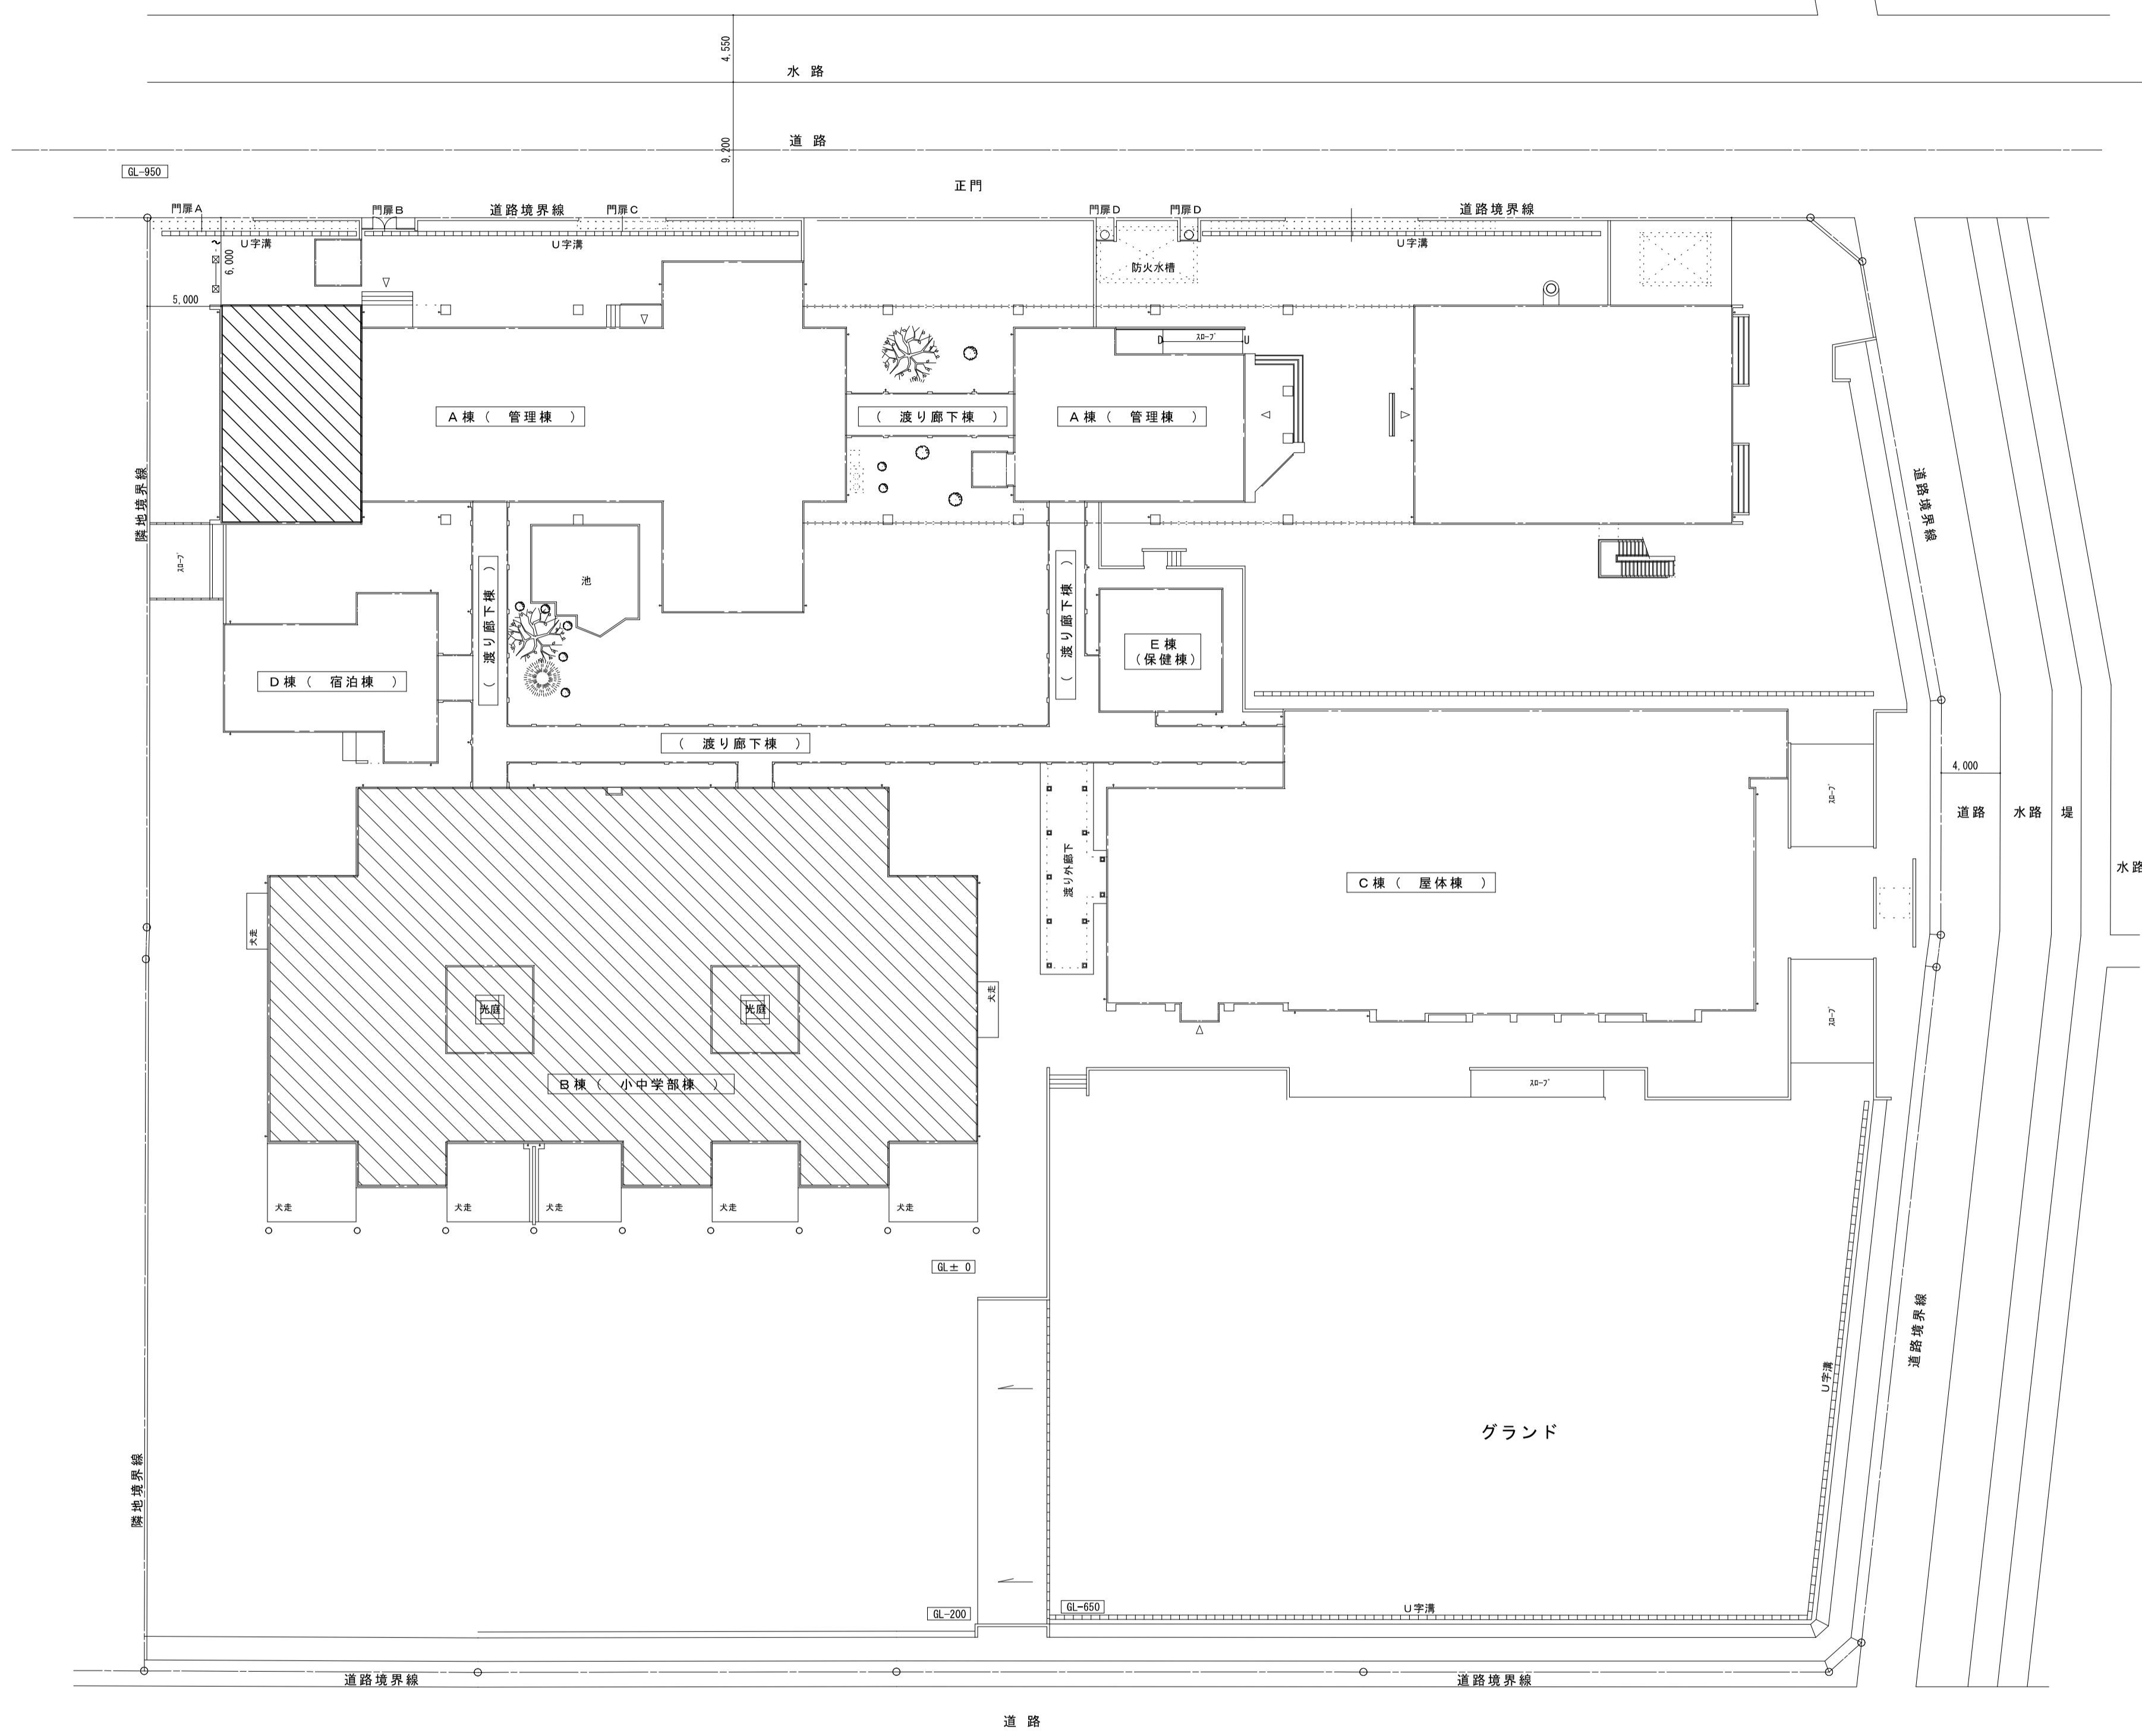 4,550
水 路
9,200
道 路
GL-950
正門
門扉A
門扉B
道路境界線
門扉C
門扉D
門扉D
道路境界線
U字溝
U字溝
U字溝
6,000
防火水槽
5,000
D
スロープ
U
A棟（ 管理棟 ）
（ 渡り廊下棟 ）
A棟（ 管理棟 ）
隣地境界線
道路境界線
スロープ
池
（ 渡り廊下棟 ）
（ 渡り廊下棟 ）
E棟
（保健棟）
D棟（ 宿泊棟 ）
（ 渡り廊下棟 ）
4,000
スロープ
道路
水路
堤
水路
渡り外廊下
C棟（ 屋体棟 ）
犬走
犬走
光庭
光庭
スロープ
B棟（ 小中学部棟 ）
スロープ
犬走
犬走
犬走
犬走
犬走
GL± 0
道路境界線
U字溝
グランド
隣地境界線
GL-200
GL-650
U字溝
道路境界線
道路境界線
道 路